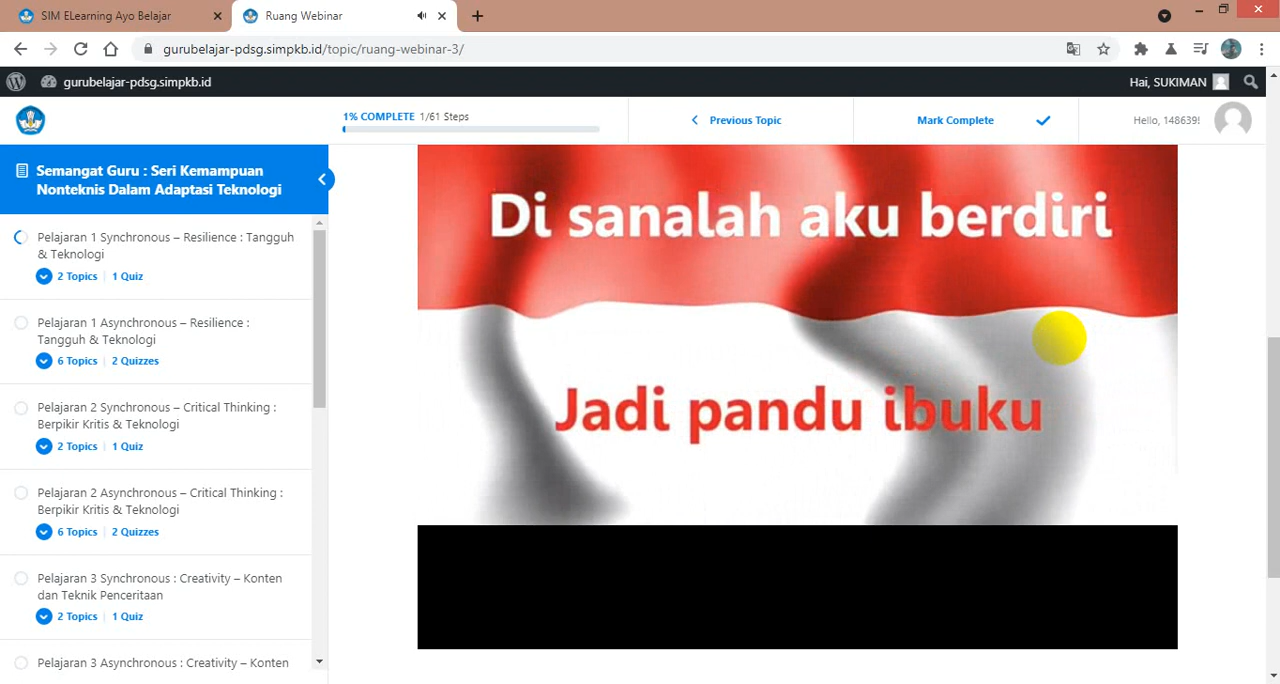 SIM ELearning Ayo Belajar
Ruang Webinar
gurubelajar-pdsg.simpkb.id/topic/ruang-webinar-3/
gurubelajar-pdsg.simpkb.id
Hai, SUKIMAN
1% COMPLETE 1/61 Steps
Previous Topic
Mark Complete
Hello, 148639!
Semangat Guru : Seri Kemampuan
Nonteknis Dalam Adaptasi Teknologi
Pelajaran 1 Synchronous – Resilience : Tangguh
& Teknologi
2 Topics | 1 Quiz
Pelajaran 1 Asynchronous – Resilience :
Tangguh & Teknologi
6 Topics | 2 Quizzes
Pelajaran 2 Synchronous – Critical Thinking :
Berpikir Kritis & Teknologi
2 Topics | 1 Quiz
Pelajaran 2 Asynchronous – Critical Thinking :
Berpikir Kritis & Teknologi
6 Topics | 2 Quizzes
Pelajaran 3 Synchronous : Creativity – Konten
dan Teknik Penceritaan
2 Topics | 1 Quiz
Pelajaran 3 Asynchronous : Creativity – Konten
Di sanalah aku berdiri
Jadi pandu ibuku